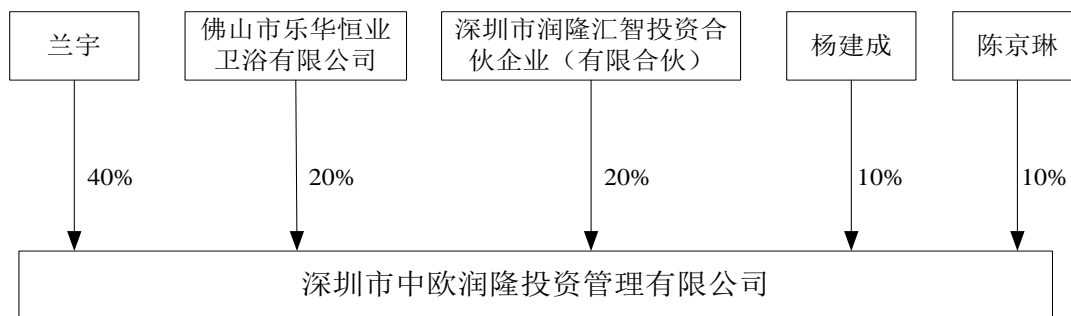 兰宇
佛山市乐华恒业
卫浴有限公司
深圳市润隆汇智投资合
伙企业（有限合伙）
杨建成
陈京琳
40%
20%
20%
10%
10%
深圳市中欧润隆投资管理有限公司